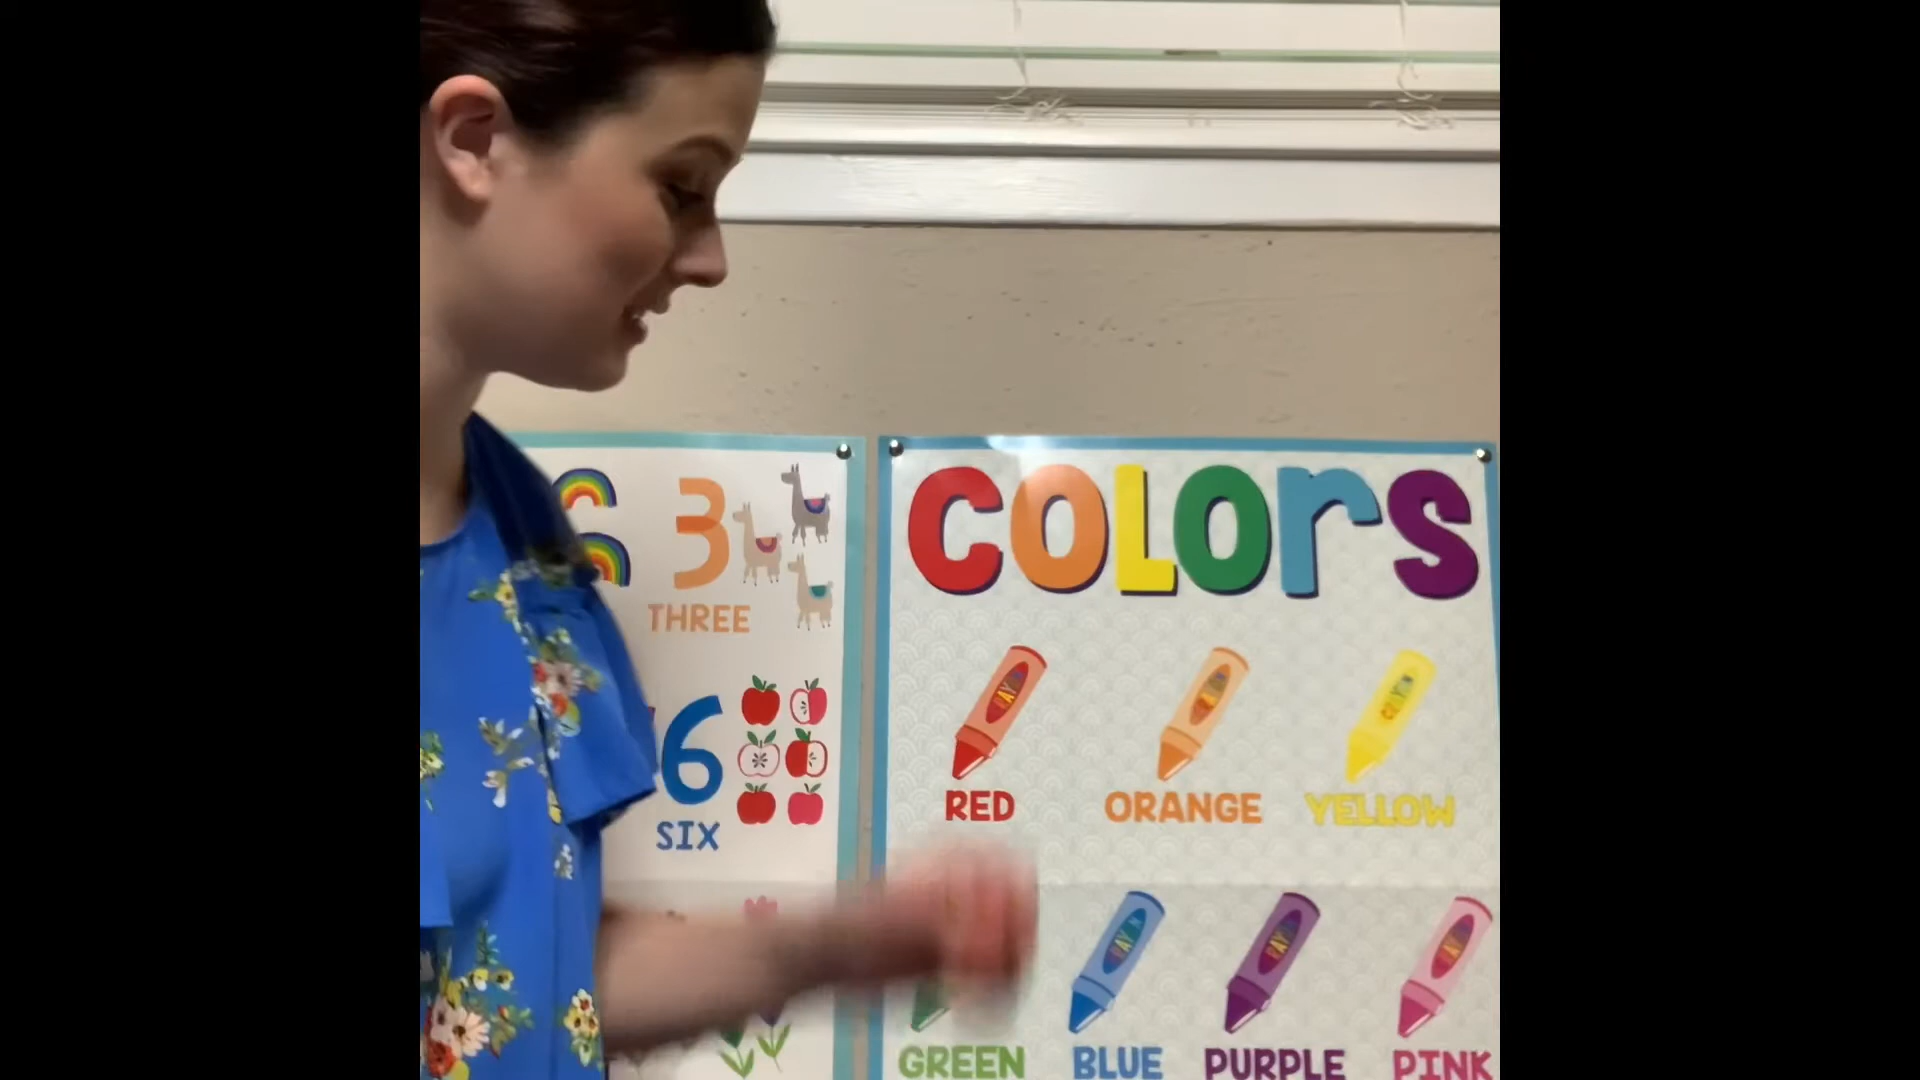 3
THREE
6
SIX
COLORS
RED
ORANGE
YELLOW
GREEN
BLUE
PURPLE
PINK